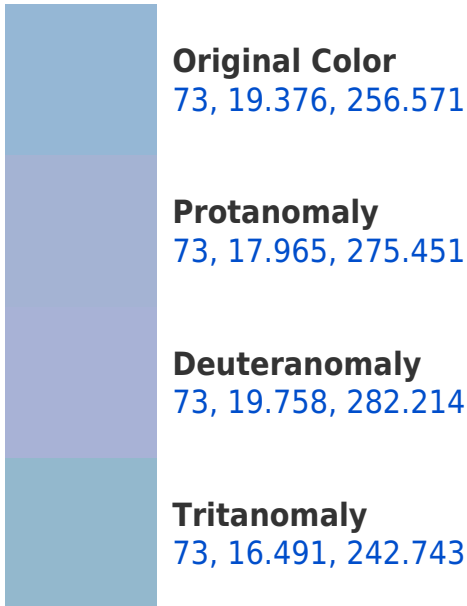 Original Color
73, 19.376, 256.571
Protanomaly
73, 17.965, 275.451
Deuteranomaly
73, 19.758, 282.214
Tritanomaly
73, 16.491, 242.743